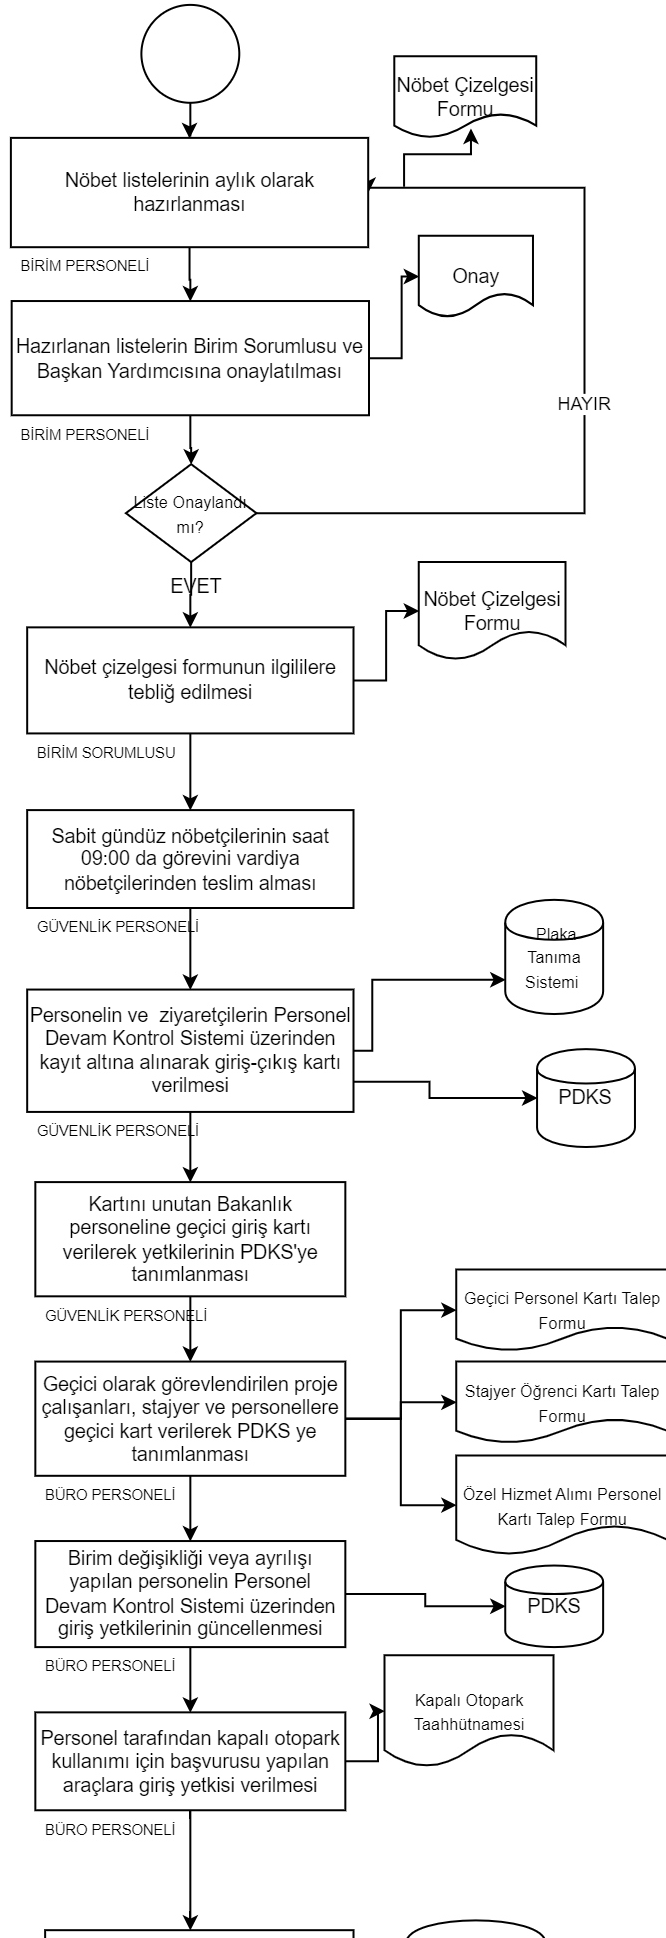 Nöbet Çizelgesi
Formu
Nöbet listelerinin aylık olarak
hazırlanması
BİRİM PERSONELİ
Onay
Hazırlanan listelerin Birim Sorumlusu ve
Başkan Yardımcısına onaylatılması
HAYIR
BİRİM PERSONELİ
Liste Onaylandı
mı?
EVET
Nöbet Çizelgesi
Formu
Nöbet çizelgesi formunun ilgililere
tebliğ edilmesi
BİRİM SORUMLUSU
Sabit gündüz nöbetçilerinin saat
09:00 da görevini vardiya
nöbetçilerinden teslim alması
GÜVENLİK PERSONELİ
Plaka
Tanıma
Sistemi
Personelin ve  ziyaretçilerin Personel
Devam Kontrol Sistemi üzerinden
kayıt altına alınarak giriş-çıkış kartı
verilmesi
PDKS
GÜVENLİK PERSONELİ
Kartını unutan Bakanlık
personeline geçici giriş kartı
verilerek yetkilerinin PDKS'ye
tanımlanması
GÜVENLİK PERSONELİ
Geçici Personel Kartı Talep
Formu
Geçici olarak görevlendirilen proje
çalışanları, stajyer ve personellere
geçici kart verilerek PDKS ye
tanımlanması
Stajyer Öğrenci Kartı Talep
Formu
BÜRO PERSONELİ
Özel Hizmet Alımı Personel
Kartı Talep Formu
Birim değişikliği veya ayrılışı
yapılan personelin Personel
Devam Kontrol Sistemi üzerinden
giriş yetkilerinin güncellenmesi
PDKS
BÜRO PERSONELİ
Kapalı Otopark
Taahhütnamesi
Personel tarafından kapalı otopark
kullanımı için başvurusu yapılan
araçlara giriş yetkisi verilmesi
BÜRO PERSONELİ